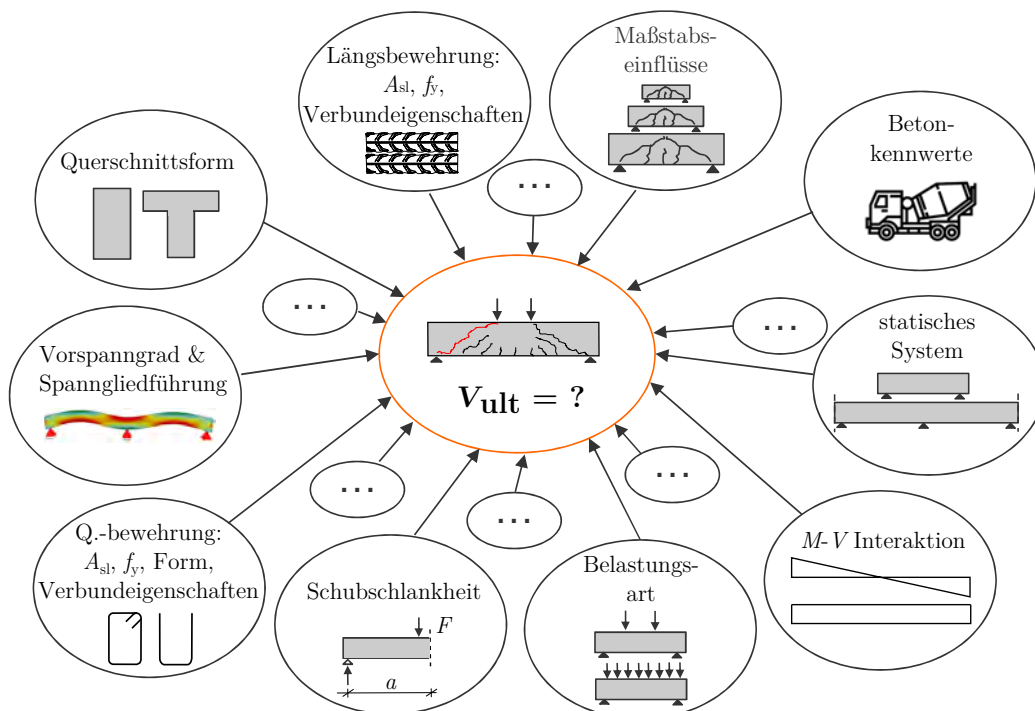 Längsbewehrung:
Asl, fy,
Verbundeigenschaften
Maßstabs-
einflüsse
Beton-
kennwerte
Querschnittsform
...
...
...
statisches
System
Vorspanngrad &
Spanngliedführung
Vult = ?
...
...
...
Q.-bewehrung:
Asl, fy, Form,
Verbundeigenschaften
Schubschlankheit
F
a
Belastungs-
art
M-V Interaktion